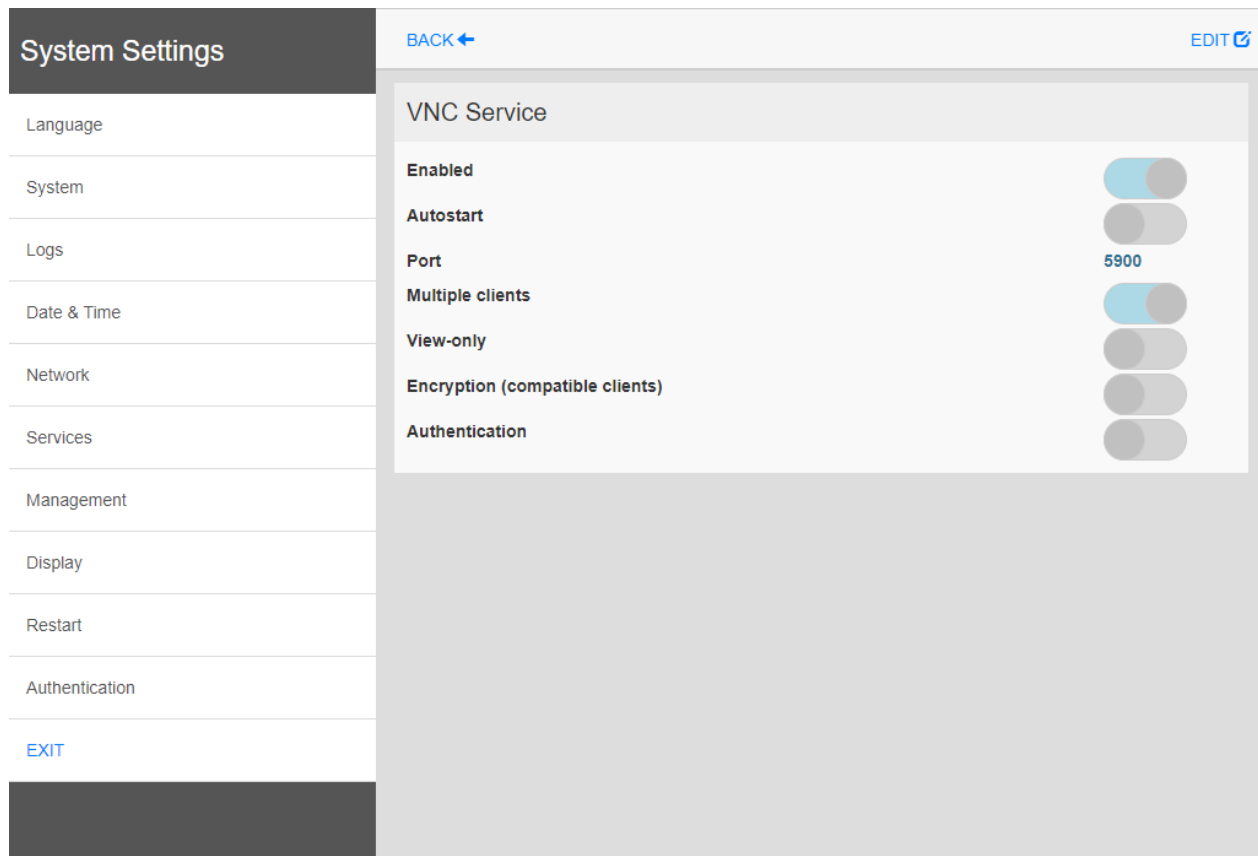 System Settings
BACK
EDIT
Language
System
Logs
Date & Time
Network
Services
Management
Display
Restart
Authentication
EXIT
VNC Service
Enabled
Autostart
Port 5900
Multiple clients
View-only
Encryption (compatible clients)
Authentication